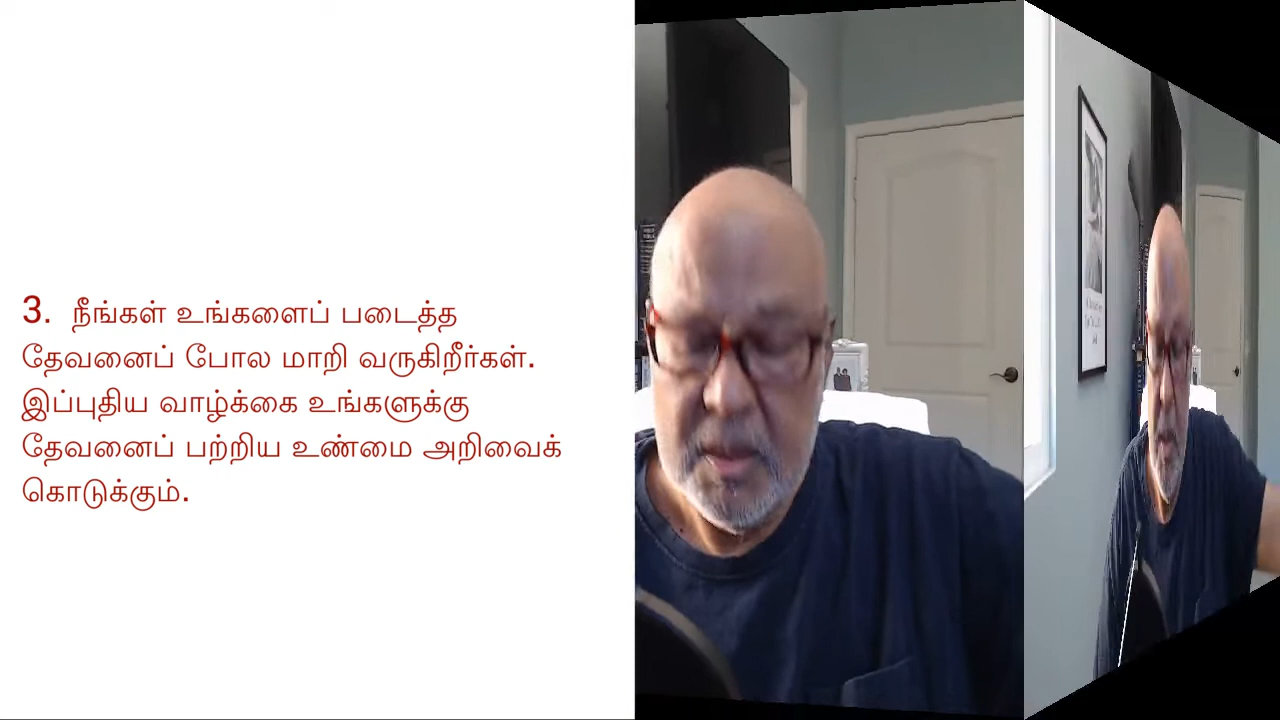 3. நீங்கள் உங்களைப் படைத்த
தேவனைப் போல மாறி வருகிறீர்கள்.
இப்புதிய வாழ்க்கை உங்களுக்கு
தேவனைப் பற்றிய உண்மை அறிவைக்
கொடுக்கும்.